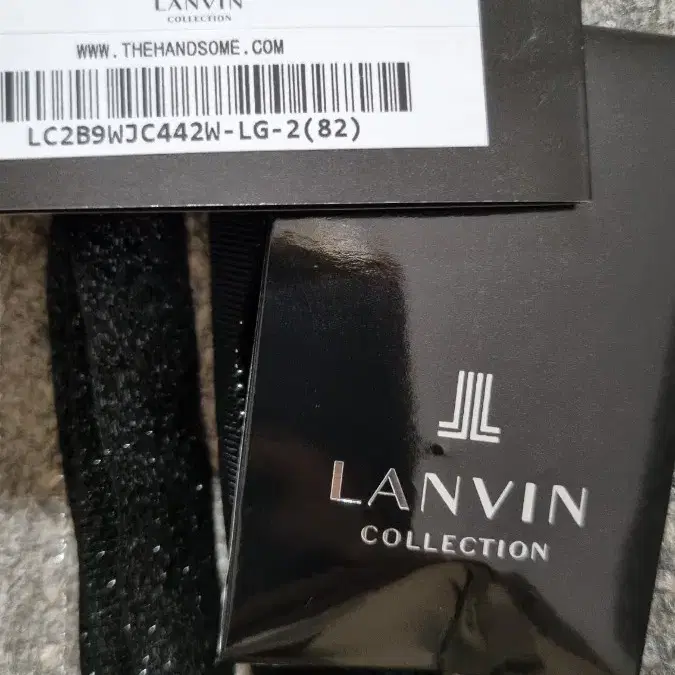 LANVIN
COLLECTION
WWW.THEHANDSOME.COM
LC2B9WJC442W-LG-2(82)
LANVIN
COLLECTION